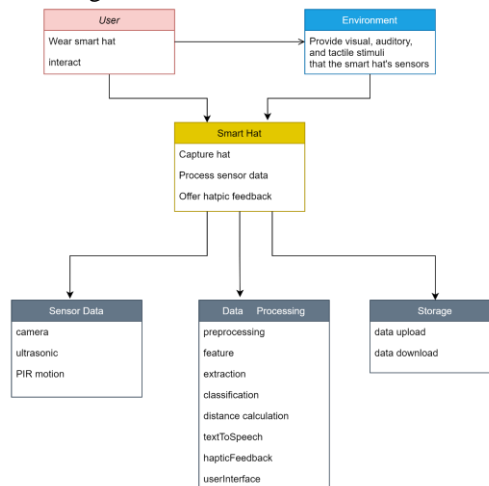 User
Wear smart hat
interact
Environment
Provide visual, auditory,
and tactile stimuli
that the smart hat's sensors
Smart Hat
Capture hat
Process sensor data
Offer hatpic feedback
Sensor Data
camera
ultrasonic
PIR motion
Data Processing
preprocessing
feature
extraction
classification
distance calculation
textToSpeech
hapticFeedback
userInterface
Storage
data upload
data download